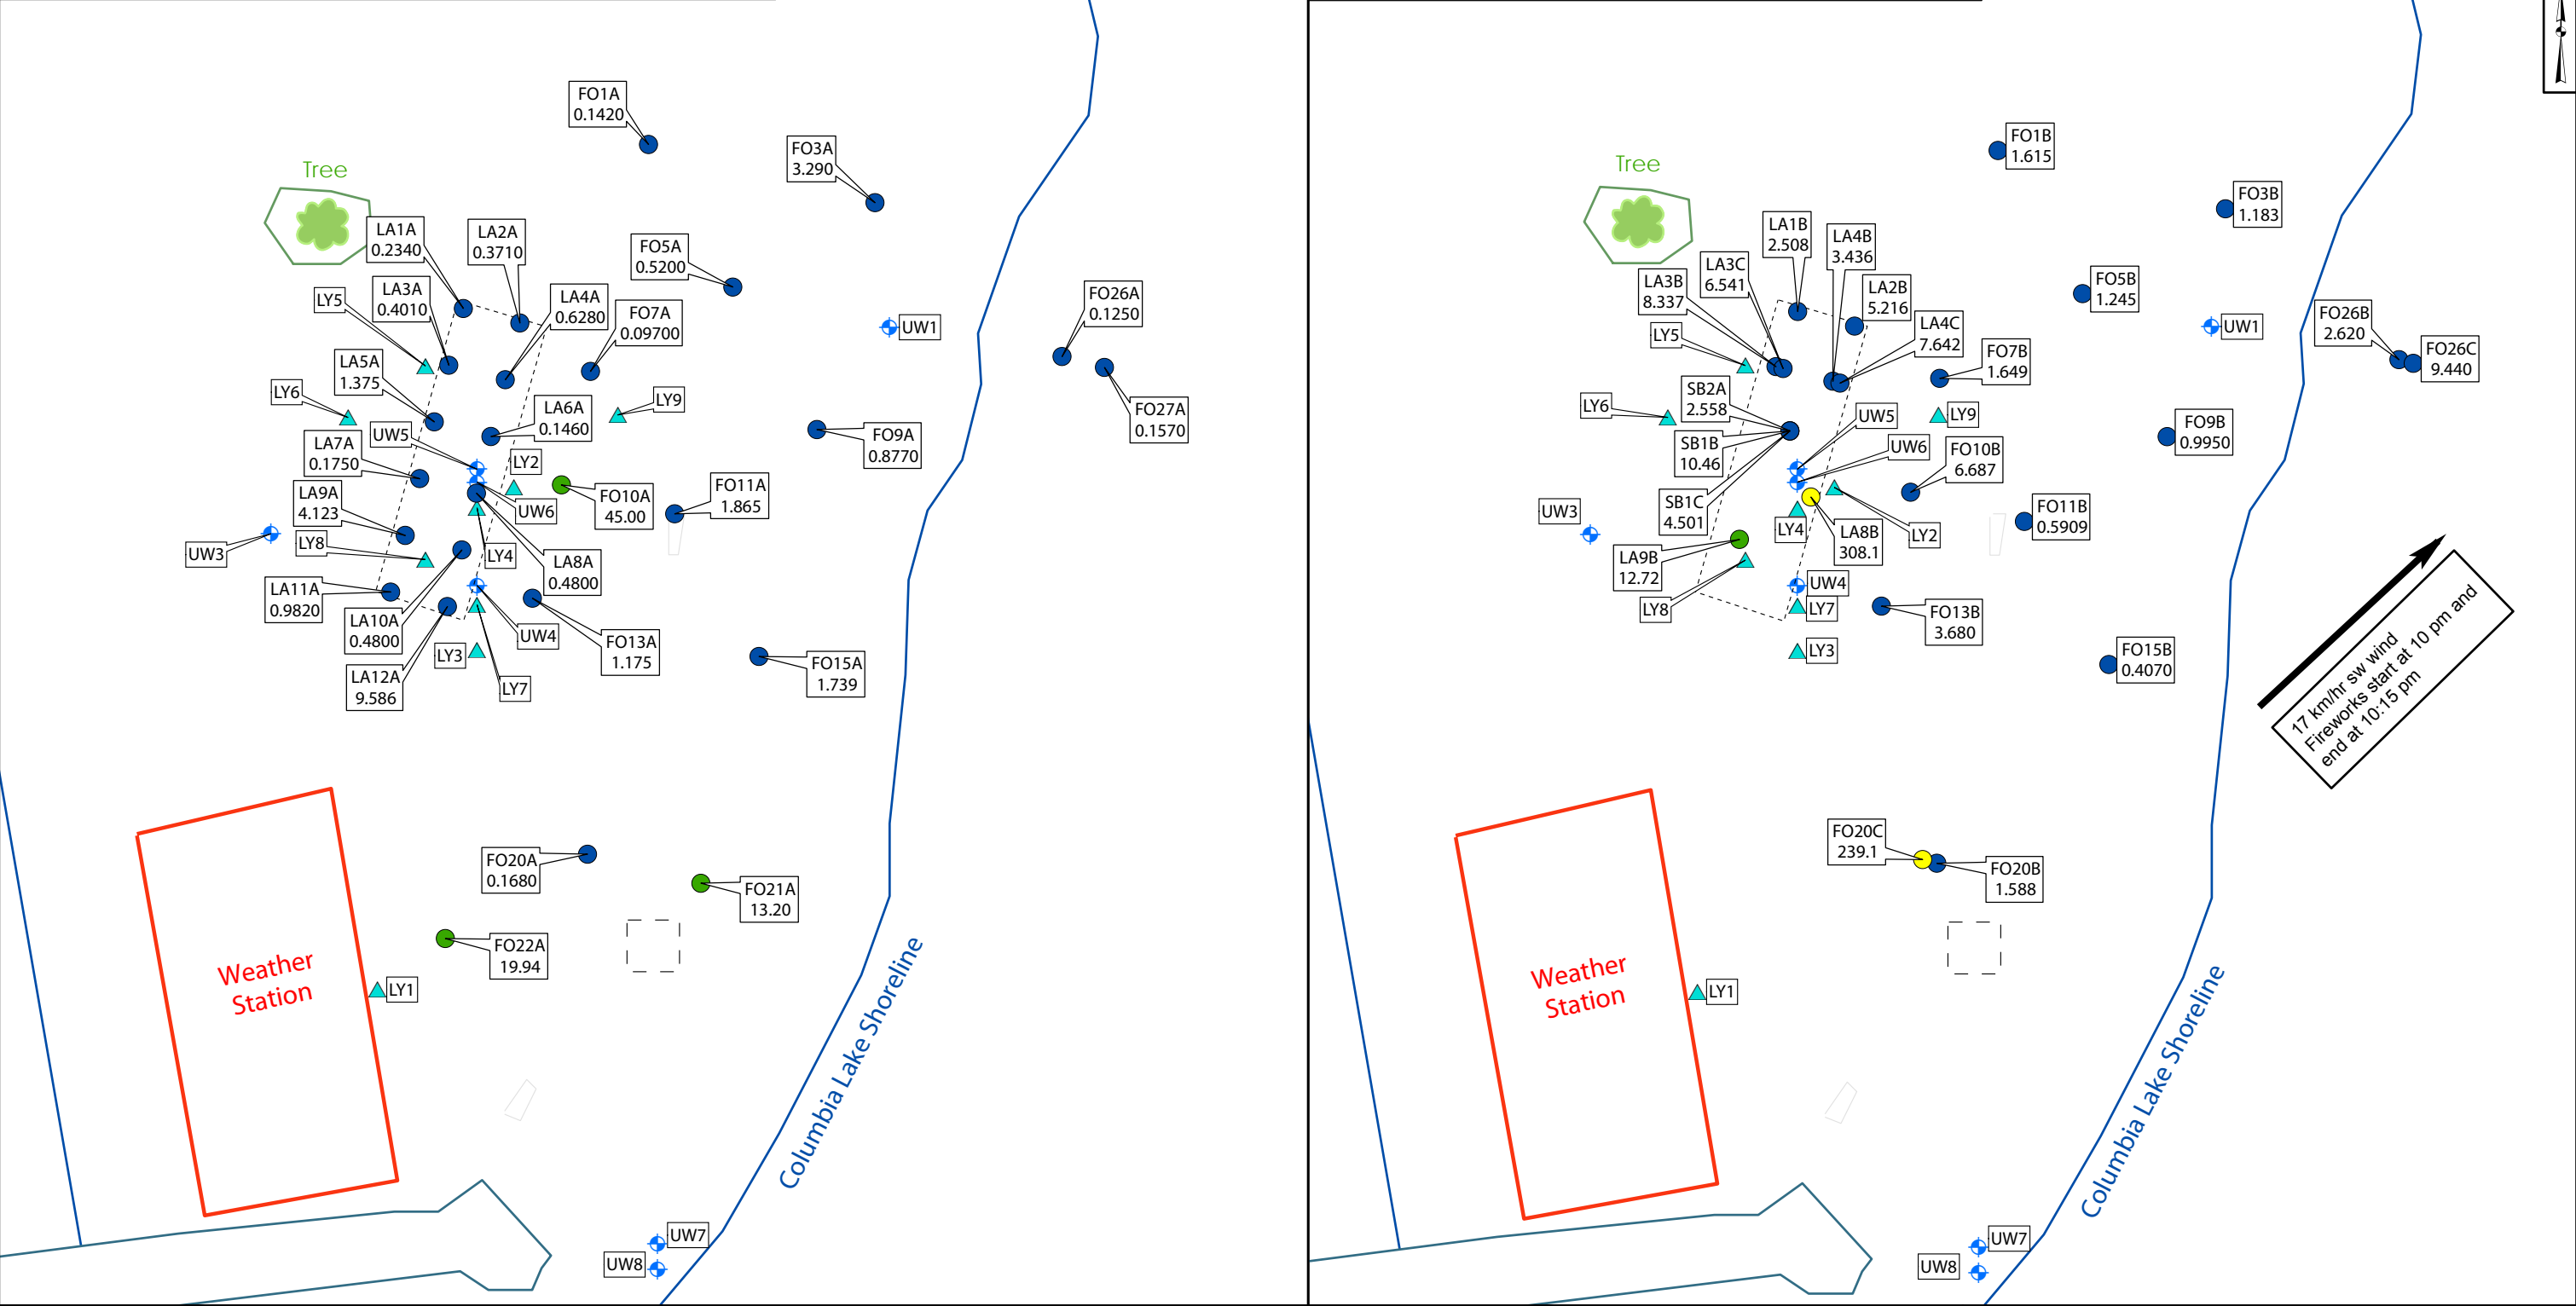 FO1A
0.1420
FO3A
3.290
Tree
LA1A
0.2340
LA2A
0.3710
FO5A
0.5200
LY5
LA3A
0.4010
LA4A
0.6280
FO7A
0.09700
FO26A
0.1250
UW1
LA5A
1.375
LY6
LA6A
0.1460
LY9
FO27A
0.1570
UW5
LA7A
0.1750
LY2
FO9A
0.8770
LA9A
4.123
UW6
FO10A
45.00
FO11A
1.865
UW3
LY8
LY4
LA8A
0.4800
LA11A
0.9820
LA10A
0.4800
UW4
LY3
FO13A
1.175
LA12A
9.586
LY7
FO15A
1.739
FO20A
0.1680
FO21A
13.20
FO22A
19.94
Weather
Station
LY1
Columbia Lake Shoreline
UW7
UW8
FO1B
1.615
Tree
FO3B
1.183
LA1B
2.508
LA4B
3.436
LA3C
6.541
LA3B
8.337
LA2B
5.216
FO5B
1.245
LY5
LA4C
7.642
FO7B
1.649
UW1
FO26B
2.620
FO26C
9.440
LY6
SB2A
2.558
UW5
LY9
FO9B
0.9950
SB1B
10.46
UW6
FO10B
6.687
SB1C
4.501
UW3
LY4
LA8B
308.1
LY2
FO11B
0.5909
LA9B
12.72
LY8
UW4
LY7
FO13B
3.680
LY3
FO15B
0.4070
17 km/hr sw wind
Fireworks start at 10 pm and
end at 10:15 pm
FO20C
239.1
FO20B
1.588
Weather
Station
LY1
Columbia Lake Shoreline
UW7
UW8